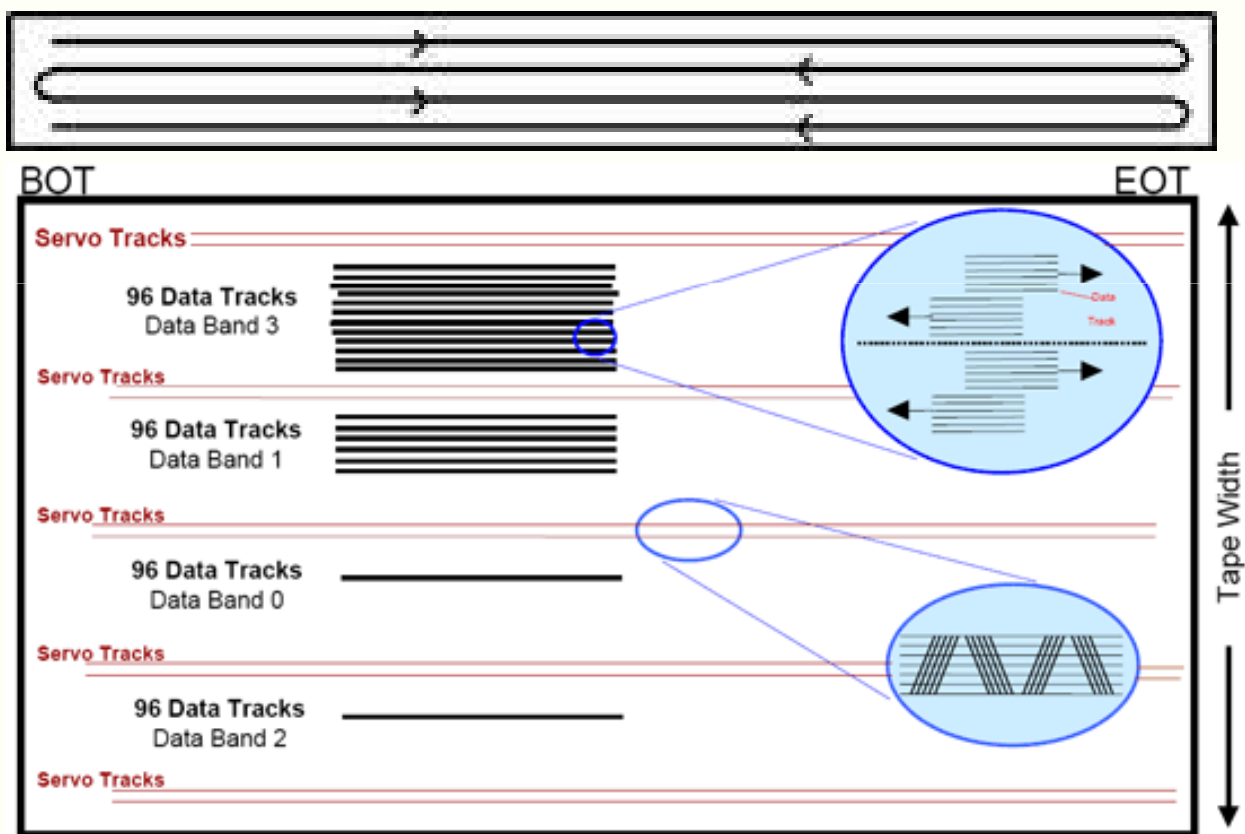 BOT
EOT
Servo Tracks
96 Data Tracks
Data Band 3
Data
Track
Servo Tracks
96 Data Tracks
Data Band 1
Servo Tracks
96 Data Tracks
Data Band 0
Servo Tracks
96 Data Tracks
Data Band 2
Servo Tracks
Tape Width